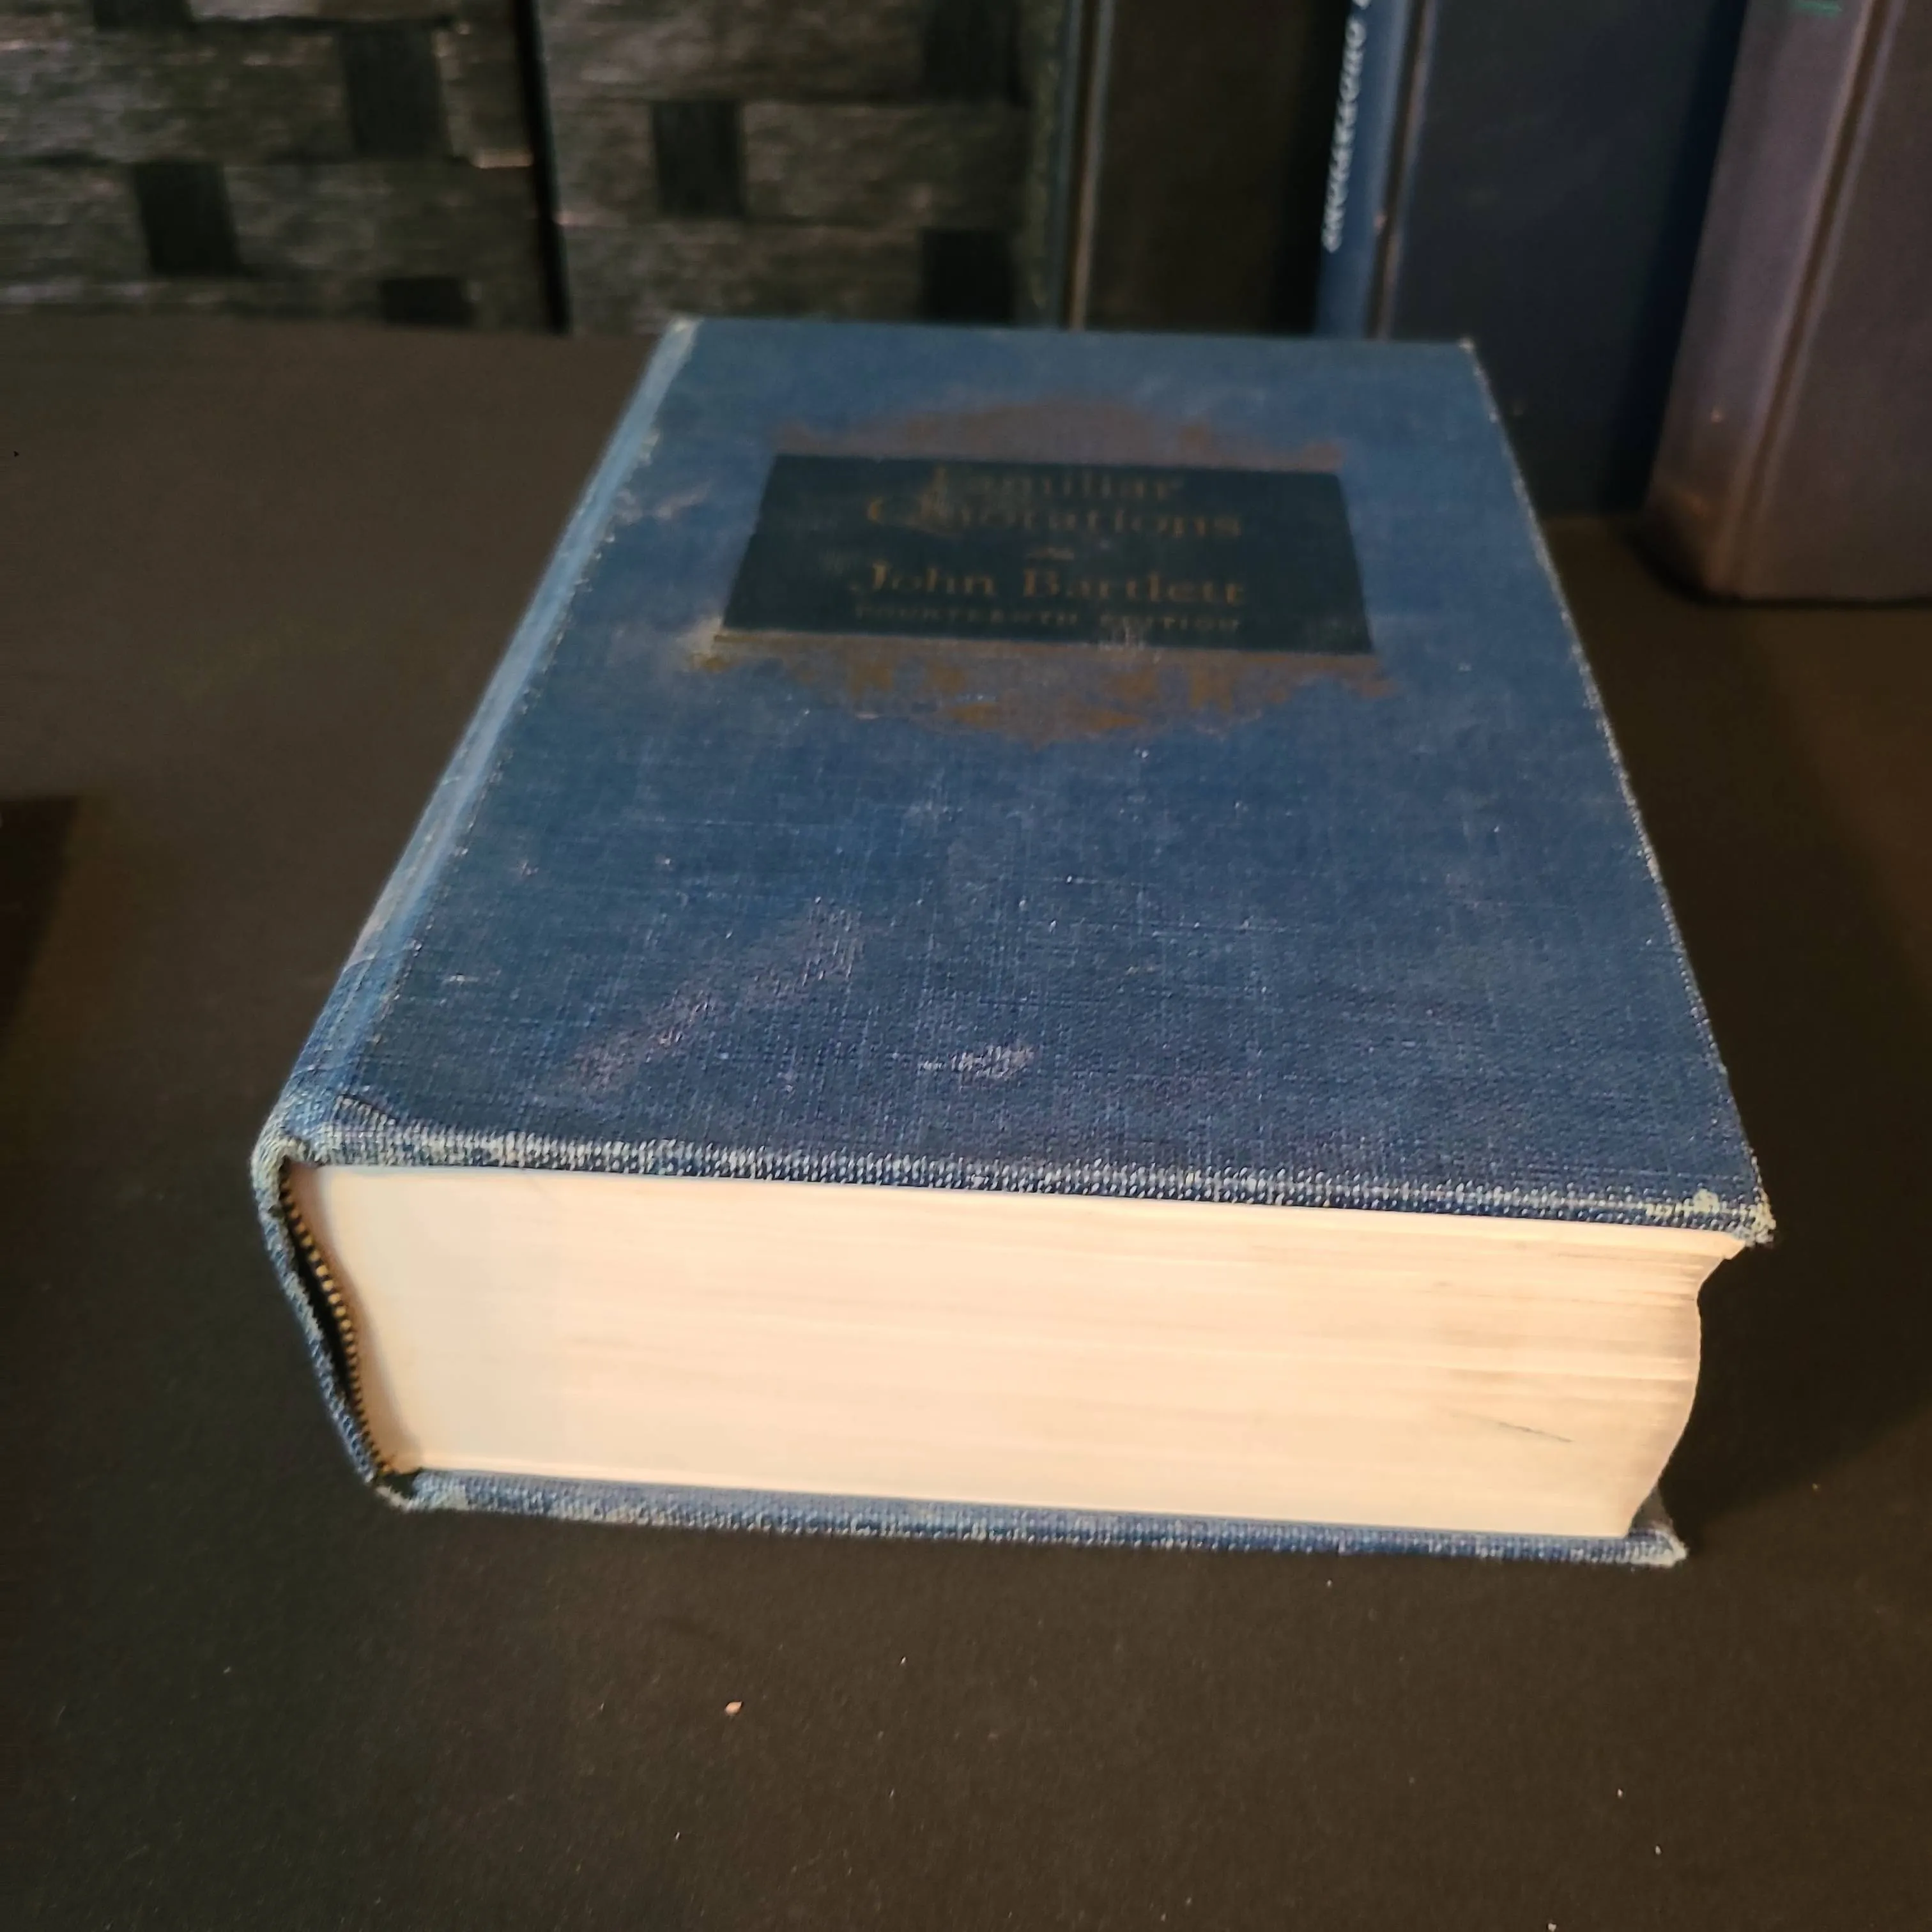 Familiar
Quotations
John Bartlett
FOURTEENTH EDITION